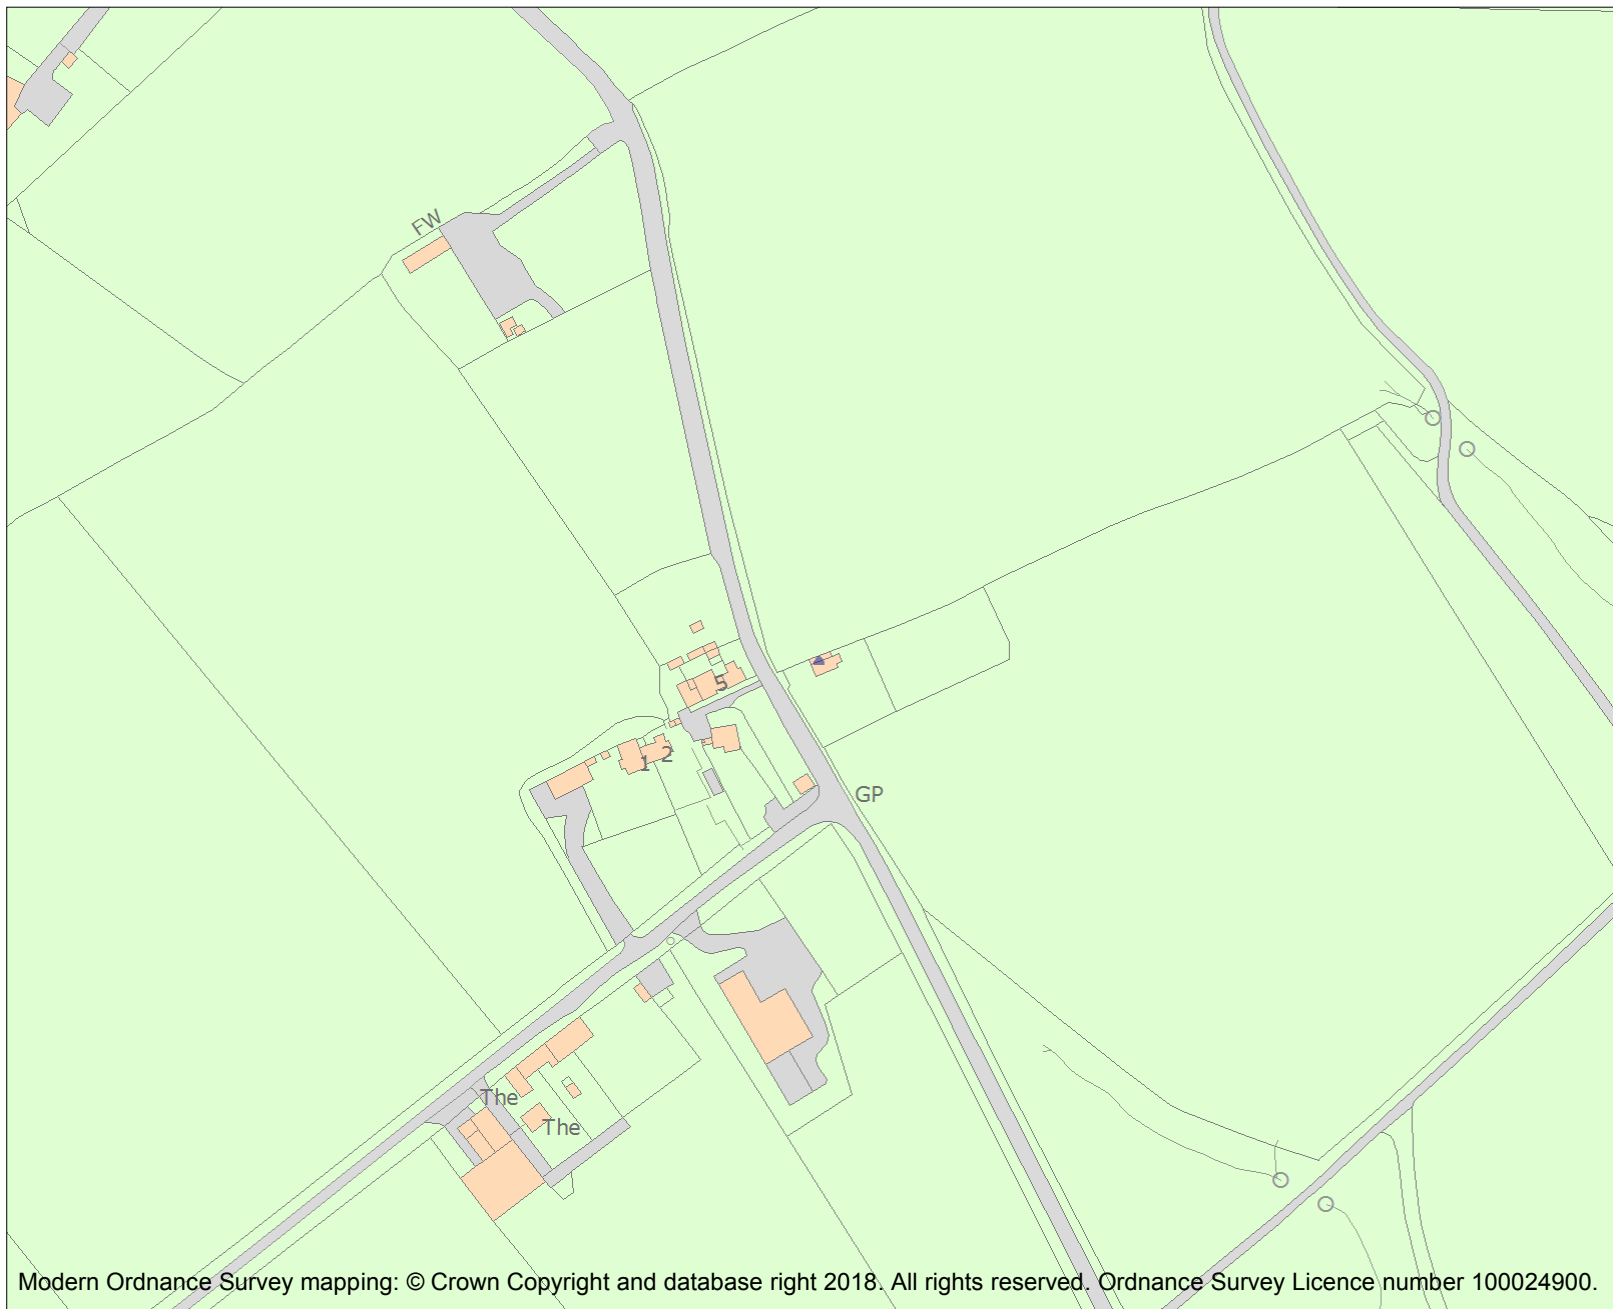 FW
5
2
1
GP
The
The
Modern Ordnance Survey mapping: © Crown Copyright and database right 2018. All rights reserved. Ordnance Survey Licence number 100024900.